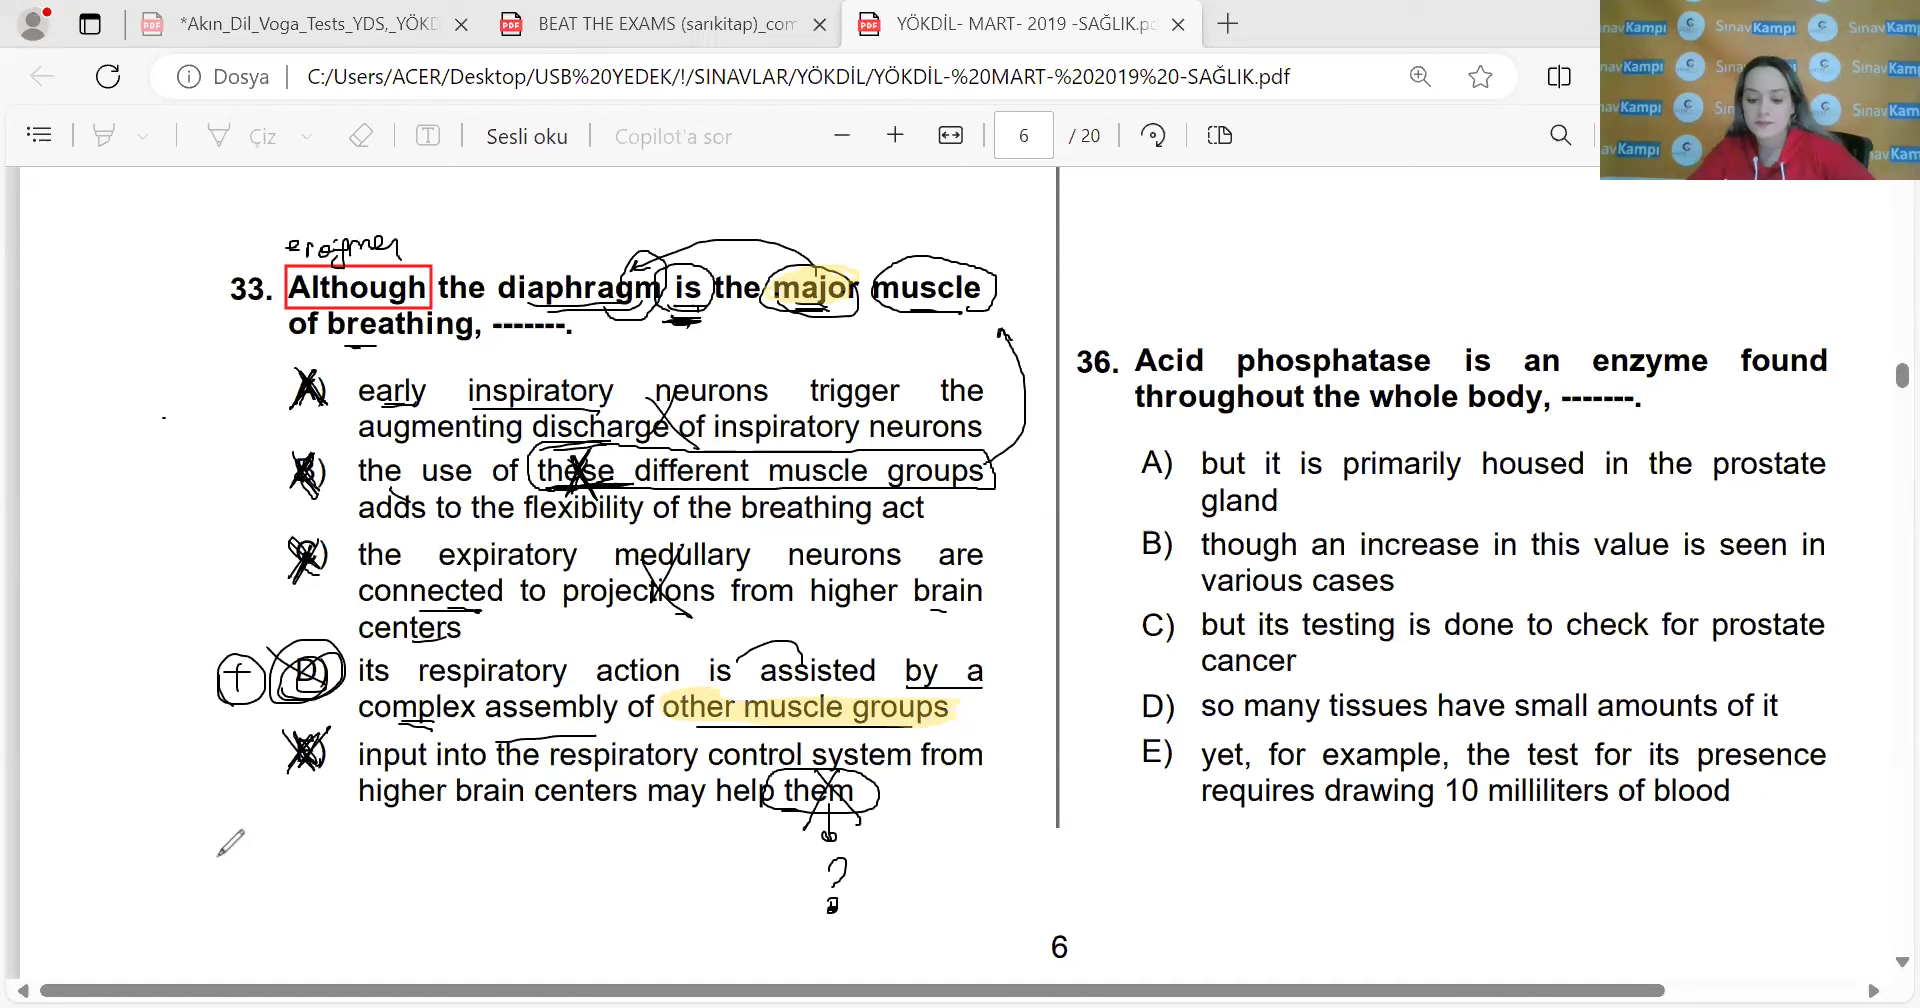 *Akın_Dil_Voga_Tests_YDS,_YÖKD
BEAT THE EXAMS (sarıkitap)_com
YÖKDİL- MART- 2019 -SAĞLIK.pd
Dosya
C:/Users/ACER/Desktop/USB%20YEDEK/!/SINAVLAR/YÖKDİL/YÖKDİL-%20MART-%202019%20-SAĞLIK.pdf
Çiz
Sesli oku
Copilot'a sor
6 / 20
navKampı SınavKampı SınavKampı
33. Although the diaphragm is the major muscle
of breathing, -------.
A) early inspiratory neurons trigger the
augmenting discharge of inspiratory neurons
B) the use of these different muscle groups
adds to the flexibility of the breathing act
C) the expiratory medullary neurons are
connected to projections from higher brain
centers
+ D) its respiratory action is assisted by a
complex assembly of other muscle groups
E) input into the respiratory control system from
higher brain centers may help them
?
36. Acid phosphatase is an enzyme found
throughout the whole body, -------.
A) but it is primarily housed in the prostate
gland
B) though an increase in this value is seen in
various cases
C) but its testing is done to check for prostate
cancer
D) so many tissues have small amounts of it
E) yet, for example, the test for its presence
requires drawing 10 milliliters of blood
6